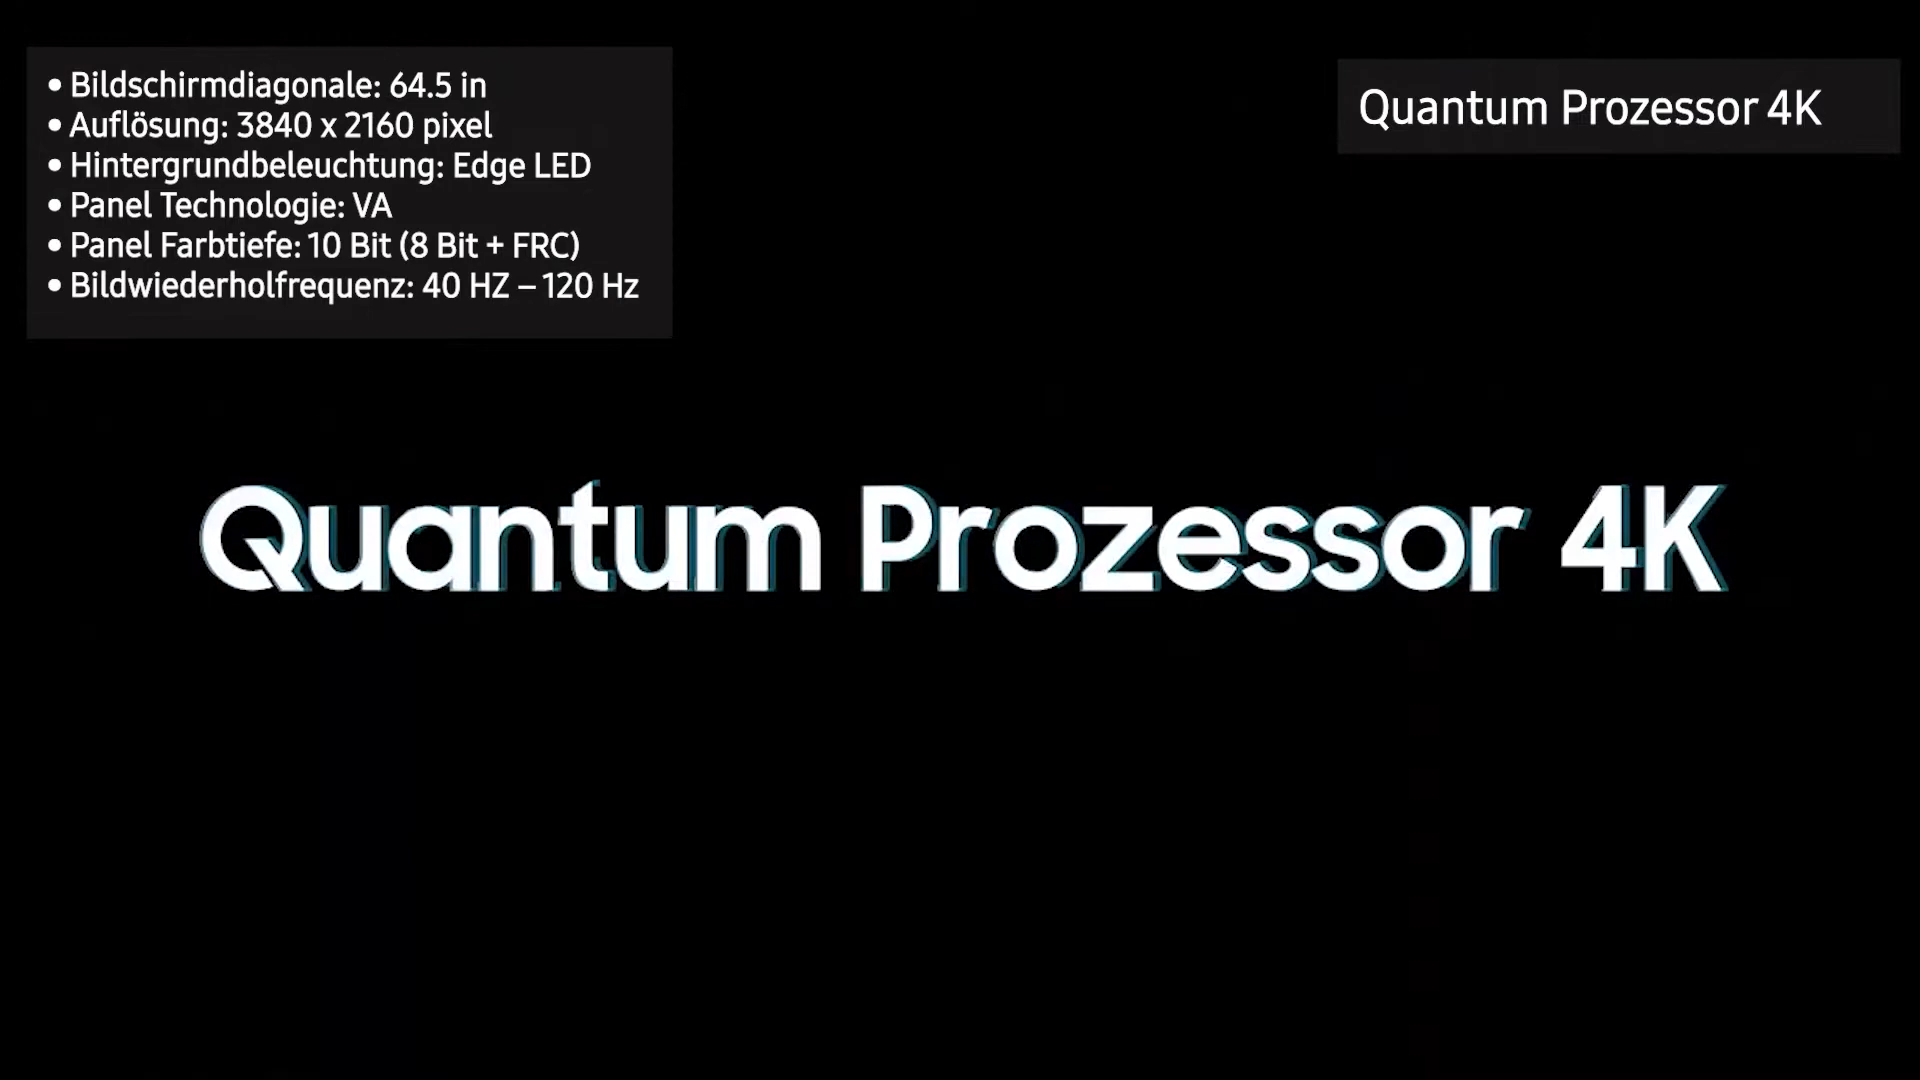 • Bildschirmdiagonale: 64.5 in
• Auflösung: 3840 x 2160 pixel
• Hintergrundbeleuchtung: Edge LED
• Panel Technologie: VA
• Panel Farbtiefe: 10 Bit (8 Bit + FRC)
• Bildwiederholfrequenz: 40 HZ – 120 Hz
Quantum Prozessor 4K
Quantum Prozessor 4K